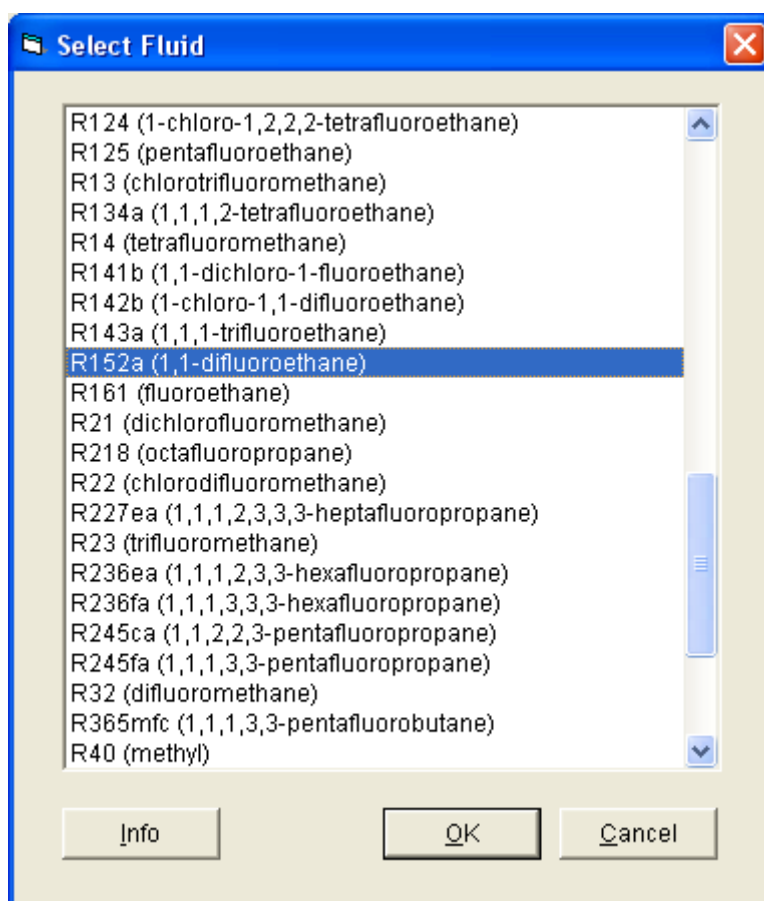 Select Fluid
R124 (1-chloro-1,2,2,2-tetrafluoroethane)
R125 (pentafluoroethane)
R13 (chlorotrifluoromethane)
R134a (1,1,1,2-tetrafluoroethane)
R14 (tetrafluoromethane)
R141b (1,1-dichloro-1-fluoroethane)
R142b (1-chloro-1,1-difluoroethane)
R143a (1,1,1-trifluoroethane)
R152a (1,1-difluoroethane)
R161 (fluoroethane)
R21 (dichlorofluoromethane)
R218 (octafluoropropane)
R22 (chlorodifluoromethane)
R227ea (1,1,1,2,3,3,3-heptafluoropropane)
R23 (trifluoromethane)
R236ea (1,1,1,2,3,3-hexafluoropropane)
R236fa (1,1,1,3,3,3-hexafluoropropane)
R245ca (1,1,2,2,3-pentafluoropropane)
R245fa (1,1,1,3,3-pentafluoropropane)
R32 (difluoromethane)
R365mfc (1,1,1,3,3-pentafluorobutane)
R40 (methyl)
Info OK Cancel